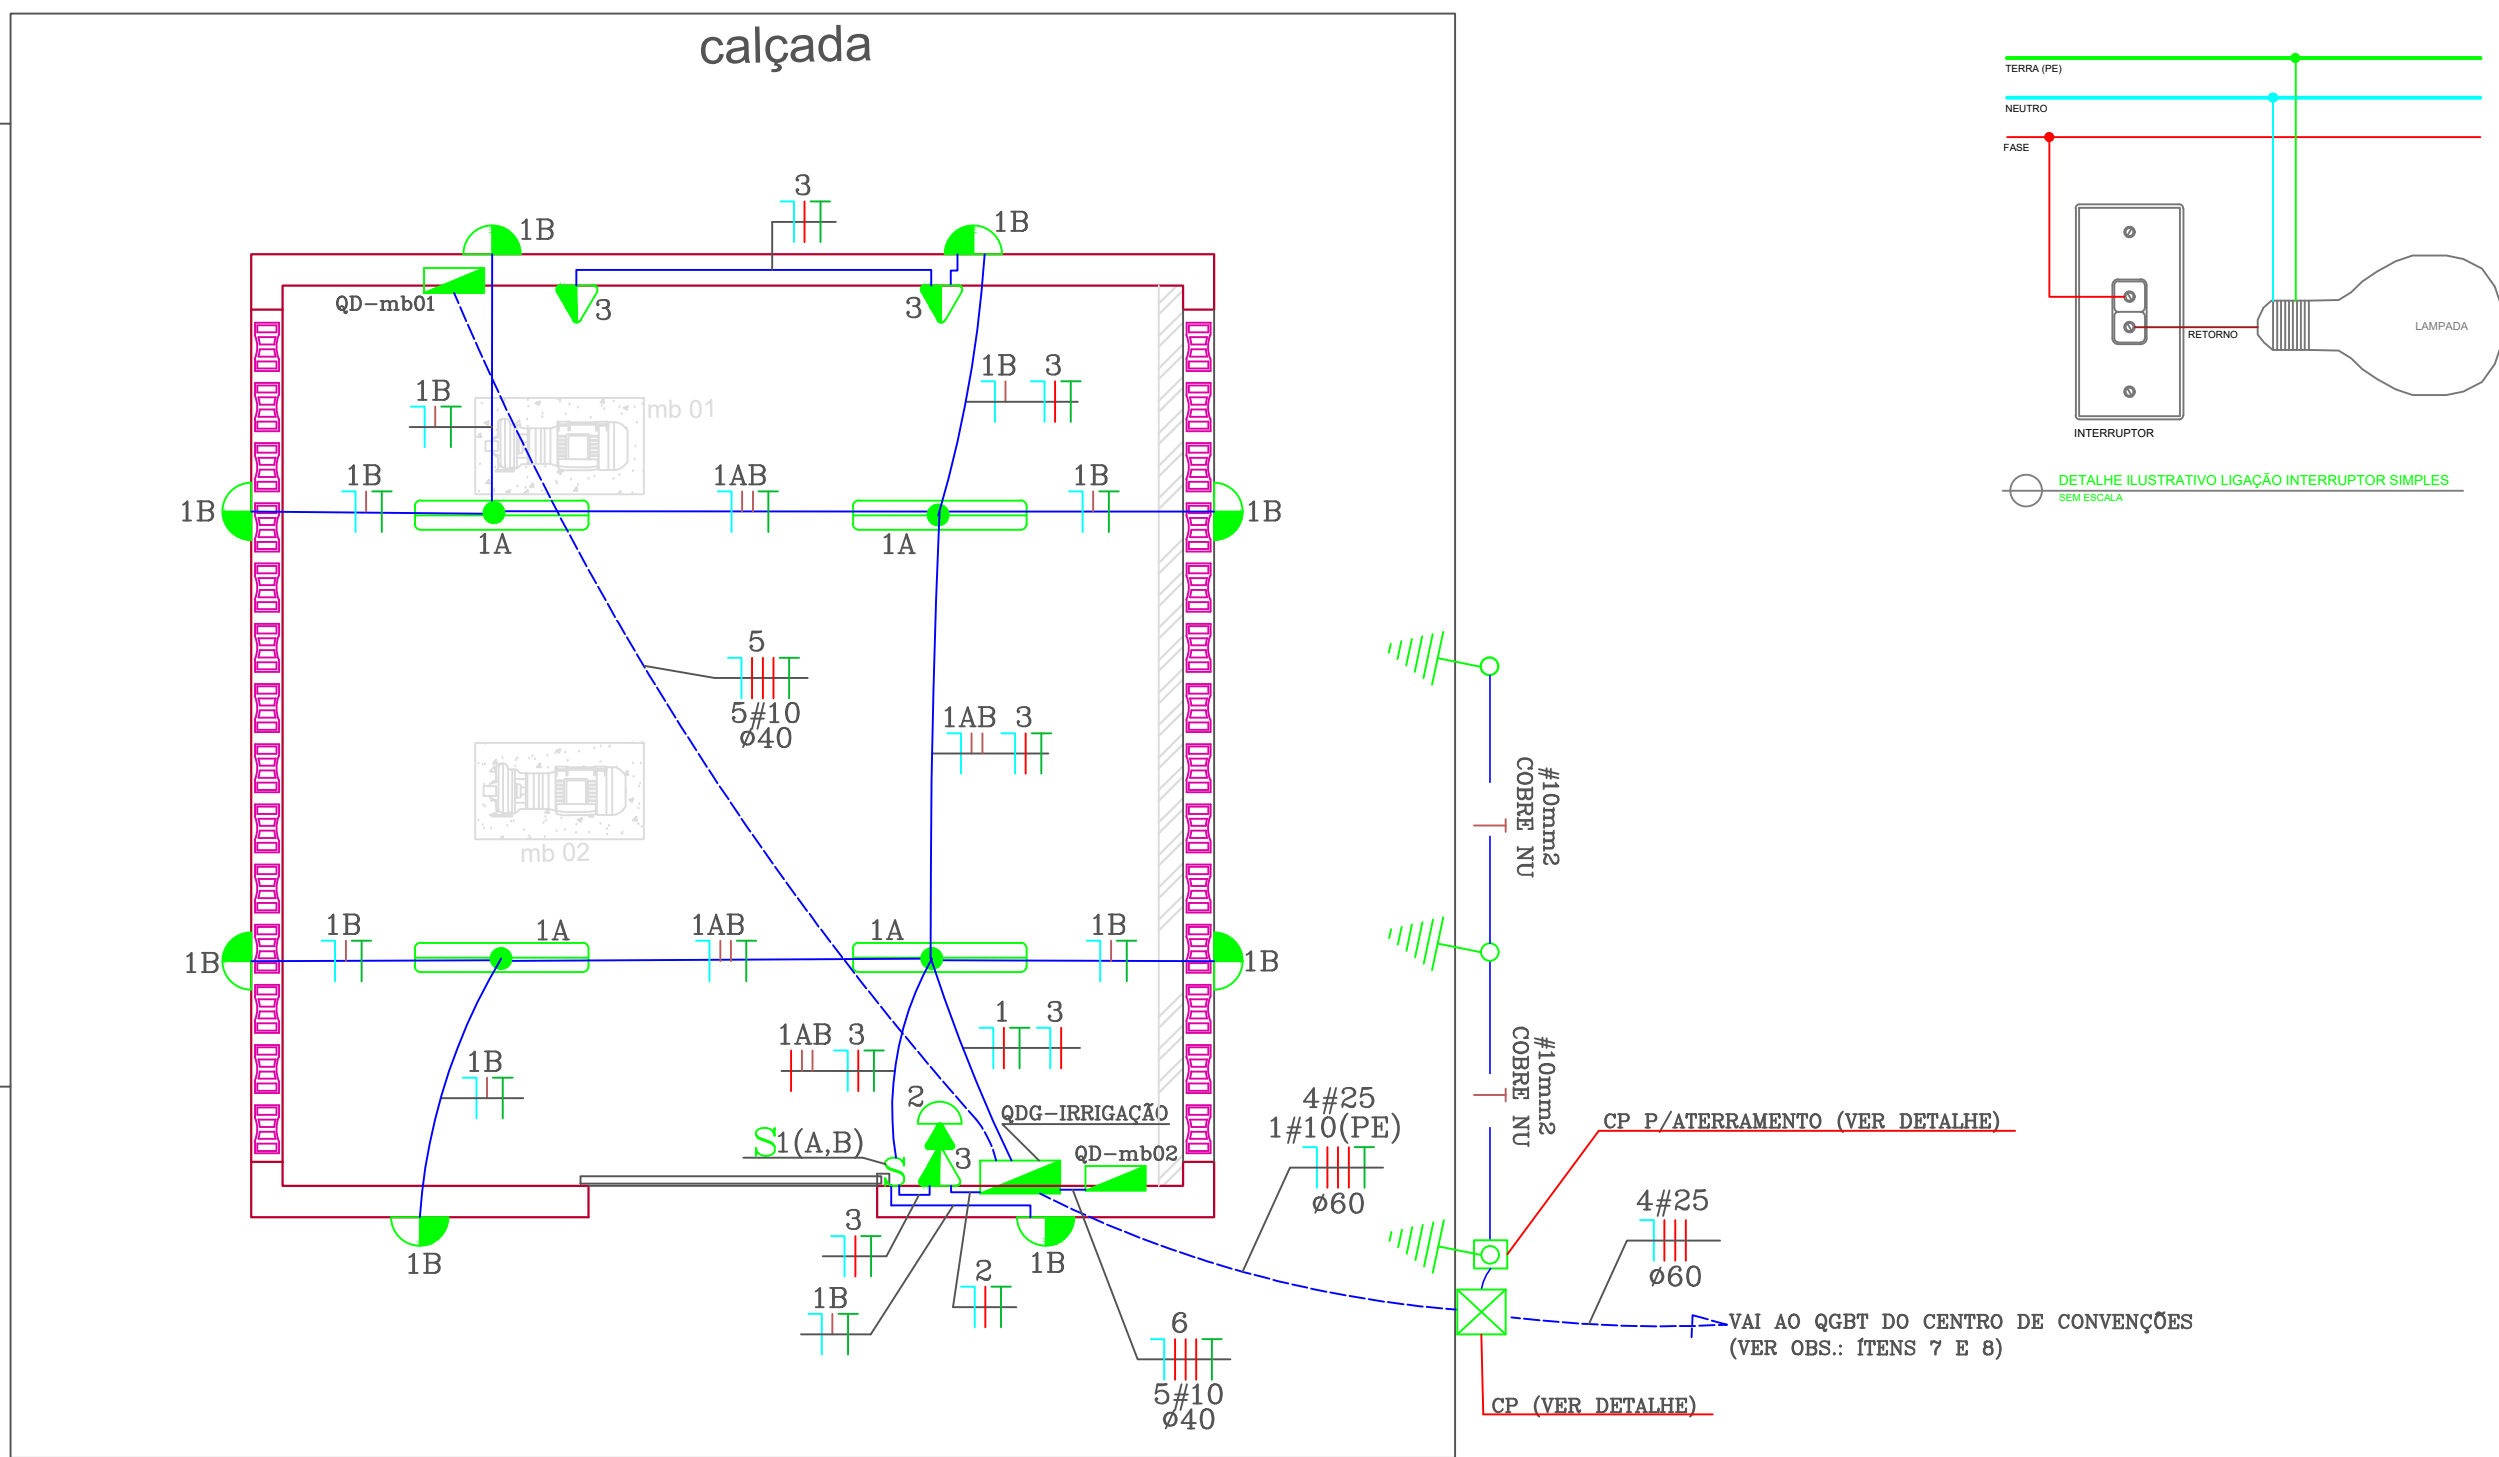 calçada
TERRA (PE)
NEUTRO
FASE
RETORNO
LAMPADA
INTERRUPTOR
DETALHE ILUSTRATIVO LIGAÇÃO INTERRUPTOR SIMPLES
SEM ESCALA
3
1B
1B
QD-mb01
3
3
1B
mb 01
1B 3
1B
1B
1AB
1B
1B
1A
1A
5
5#10
ø40
1AB 3
mb 02
#10mm2
COBRE NU
1B
1B
1A
1AB
1A
1B
1B
1B
1AB 3
1 3
2
QDG-IRRIGAÇÃO
S1(A,B)
S
3
QD-mb02
4#25
1#10(PE)
ø60
#10mm2
COBRE NU
CP P/ATERRAMENTO (VER DETALHE)
4#25
ø60
1B
3
1B
2
1B
6
5#10
ø40
VAI AO QGBT DO CENTRO DE CONVENÇÕES
(VER OBS.: ÍTENS 7 E 8)
CP (VER DETALHE)